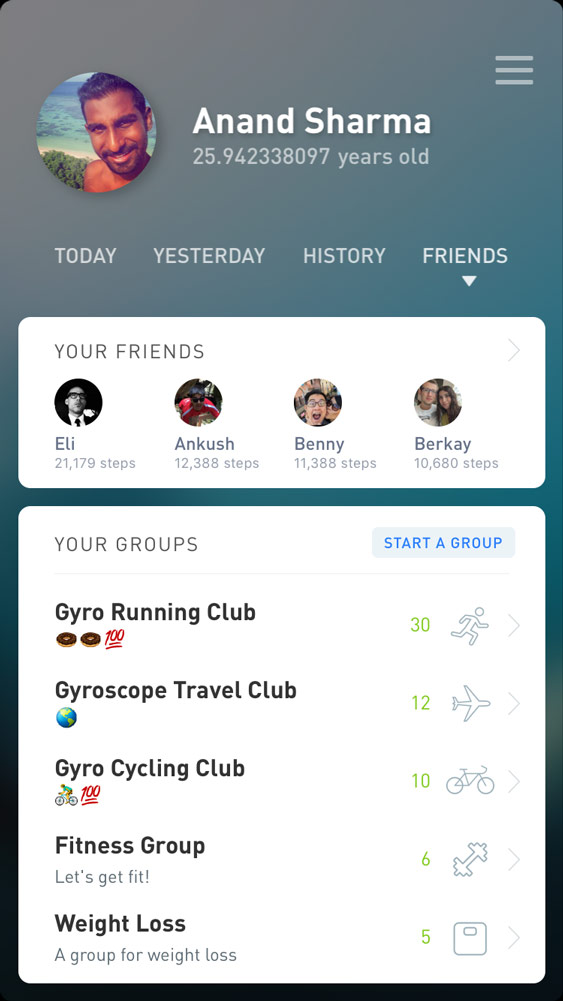 Anand Sharma
25.942338097 years old
TODAY YESTERDAY HISTORY FRIENDS
YOUR FRIENDS
Eli Ankush Benny Berkay
21,179 steps 12,388 steps 11,388 steps 10,680 steps
YOUR GROUPS START A GROUP
Gyro Running Club
🍩🍩💯
30
Gyroscope Travel Club
🌎
12
Gyro Cycling Club
🚴💯
10
Fitness Group
Let's get fit!
6
Weight Loss
A group for weight loss
5